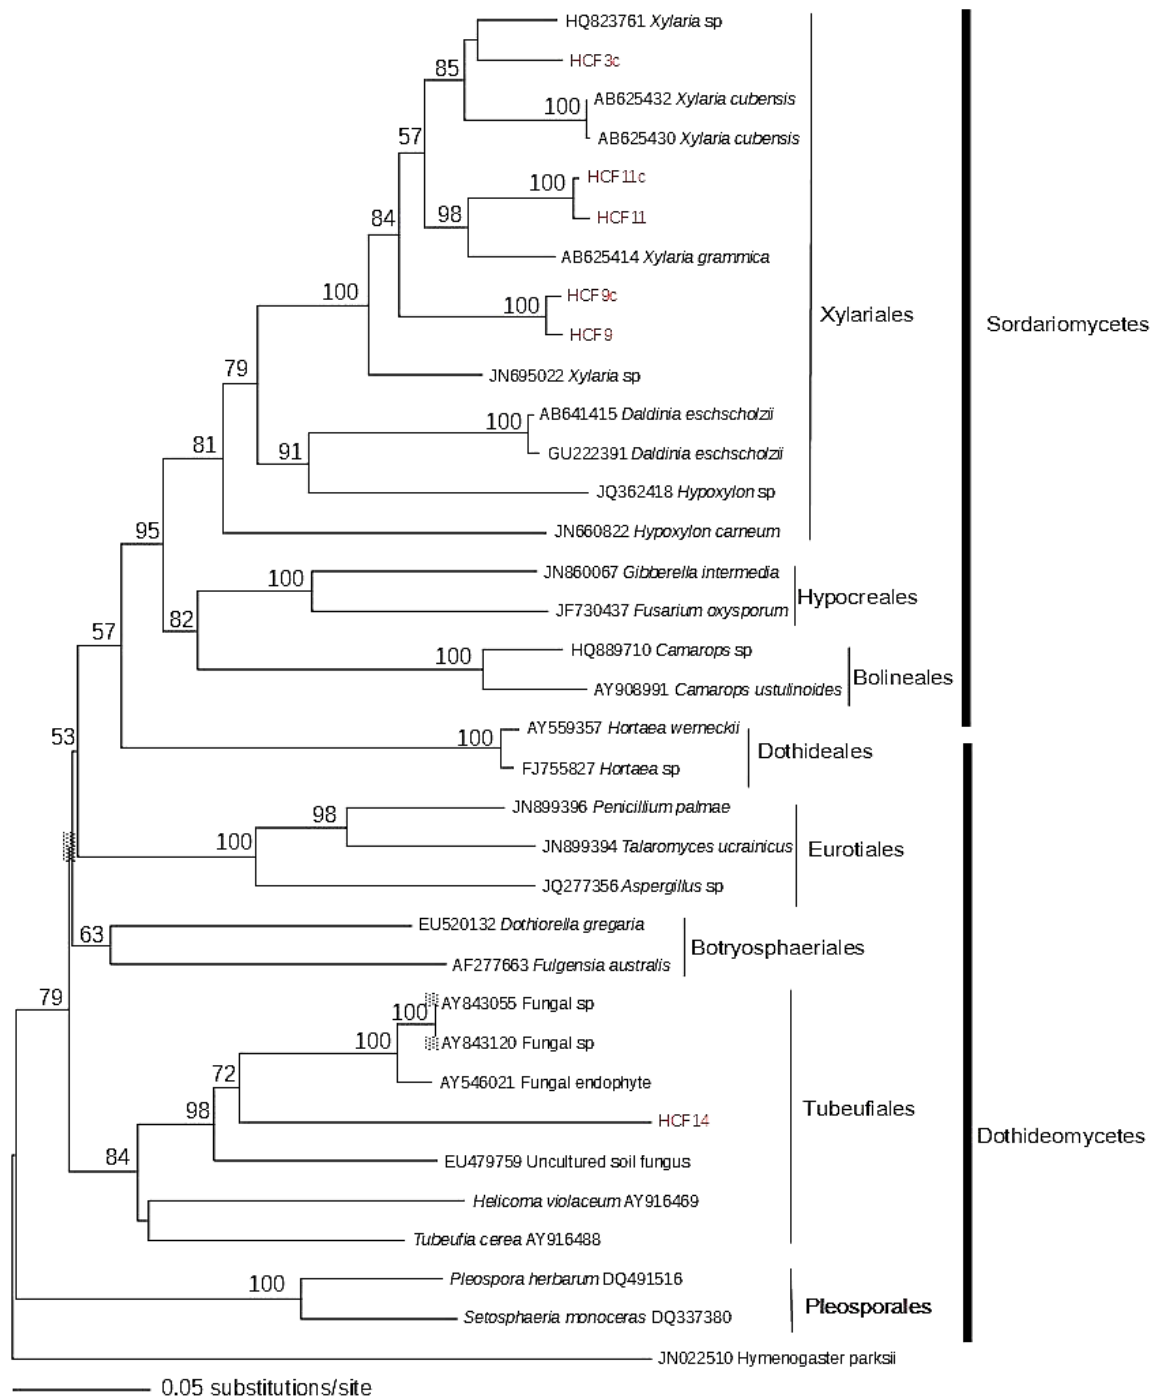 HQ823761 Xylaria sp
HCF3c
85
AB625432 Xylaria cubensis
100
AB625430 Xylaria cubensis
57
HCF11c
100
HCF11
98
84
AB625414 Xylaria grammica
HCF9c
100
100
HCF9
Xylariales
Sordariomycetes
JN695022 Xylaria sp
79
AB641415 Daldinia eschscholzii
100
GU222391 Daldinia eschscholzii
91
81
JQ362418 Hypoxylon sp
JN660822 Hypoxylon carneum
95
JN860067 Gibberella intermedia
100
Hypocreales
JF730437 Fusarium oxysporum
82
57
HQ889710 Camarops sp
100
Bolineales
AY908991 Camarops ustulinoides
53
AY559357 Hortaea werneckii
100
Dothideales
FJ755827 Hortaea sp
JN899396 Penicillium palmae
98
100
JN899394 Talaromyces ucrainicus
Eurotiales
JQ277356 Aspergillus sp
EU520132 Dothiorella gregaria
63
Botryosphaeriales
AF277663 Fulgensia australis
79
AY843055 Fungal sp
100
100
AY843120 Fungal sp
72
AY546021 Fungal endophyte
98
Tubeufiales
HCF14
Dothideomycetes
84
EU479759 Uncultured soil fungus
Helicoma violaceum AY916469
Tubeufia cerea AY916488
Pleospora herbarum DQ491516
100
Pleosporales
Setosphaeria monoceras DQ337380
JN022510 Hymenogaster parksii
0.05 substitutions/site